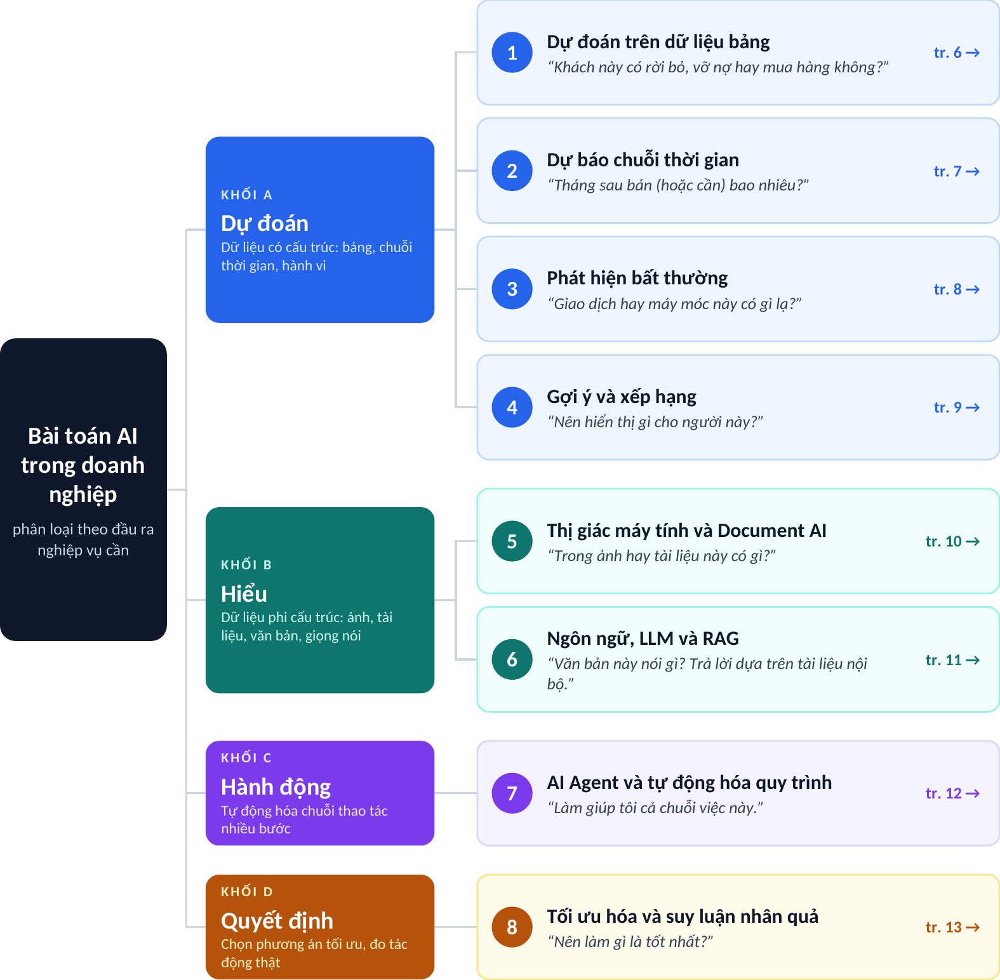 Bài toán AI
trong doanh
nghiệp
phân loại theo đầu ra
nghiệp vụ cần
KHỐI A
Dự đoán
Dữ liệu có cấu trúc: bảng, chuỗi
thời gian, hành vi
1
Dự đoán trên dữ liệu bảng
“Khách này có rời bỏ, vỡ nợ hay mua hàng không?”
tr. 6 →
2
Dự báo chuỗi thời gian
“Tháng sau bán (hoặc cần) bao nhiêu?”
tr. 7 →
3
Phát hiện bất thường
“Giao dịch hay máy móc này có gì lạ?”
tr. 8 →
4
Gợi ý và xếp hạng
“Nên hiển thị gì cho người này?”
tr. 9 →
KHỐI B
Hiểu
Dữ liệu phi cấu trúc: ảnh, tài
liệu, văn bản, giọng nói
5
Thị giác máy tính và Document AI
“Trong ảnh hay tài liệu này có gì?”
tr. 10 →
6
Ngôn ngữ, LLM và RAG
“Văn bản này nói gì? Trả lời dựa trên tài liệu nội
bộ.”
tr. 11 →
KHỐI C
Hành động
Tự động hóa chuỗi thao tác
nhiều bước
7
AI Agent và tự động hóa quy trình
“Làm giúp tôi cả chuỗi việc này.”
tr. 12 →
KHỐI D
Quyết định
Chọn phương án tối ưu, đo tác
động thật
8
Tối ưu hóa và suy luận nhân quả
“Nên làm gì là tốt nhất?”
tr. 13 →